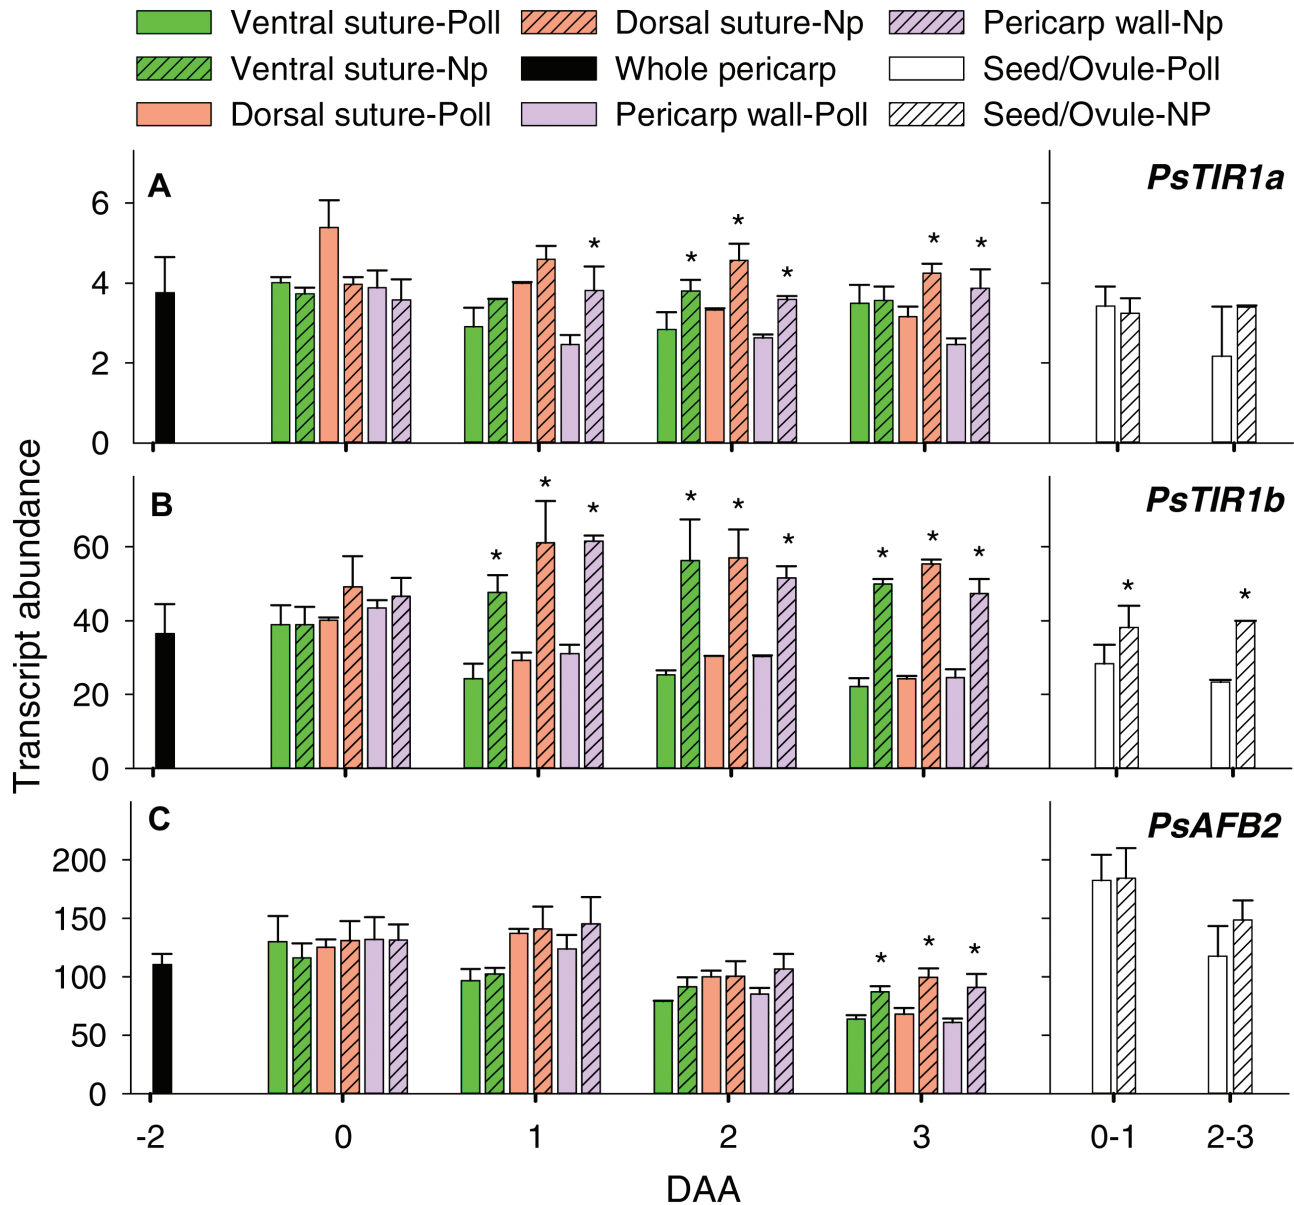 Ventral suture-Poll Dorsal suture-Np Pericarp wall-Np
Ventral suture-Np Whole pericarp Seed/Ovule-Poll
Dorsal suture-Poll Pericarp wall-Poll Seed/Ovule-NP
A PsTIR1a
6
* * * * * *
4
2
0
B PsTIR1b
* * * * * * * * * * *
60
40
20
0
C PsAFB2
200
150
* * *
100
50
0
Transcript abundance
-2 0 1 2 3 0-1 2-3
DAA